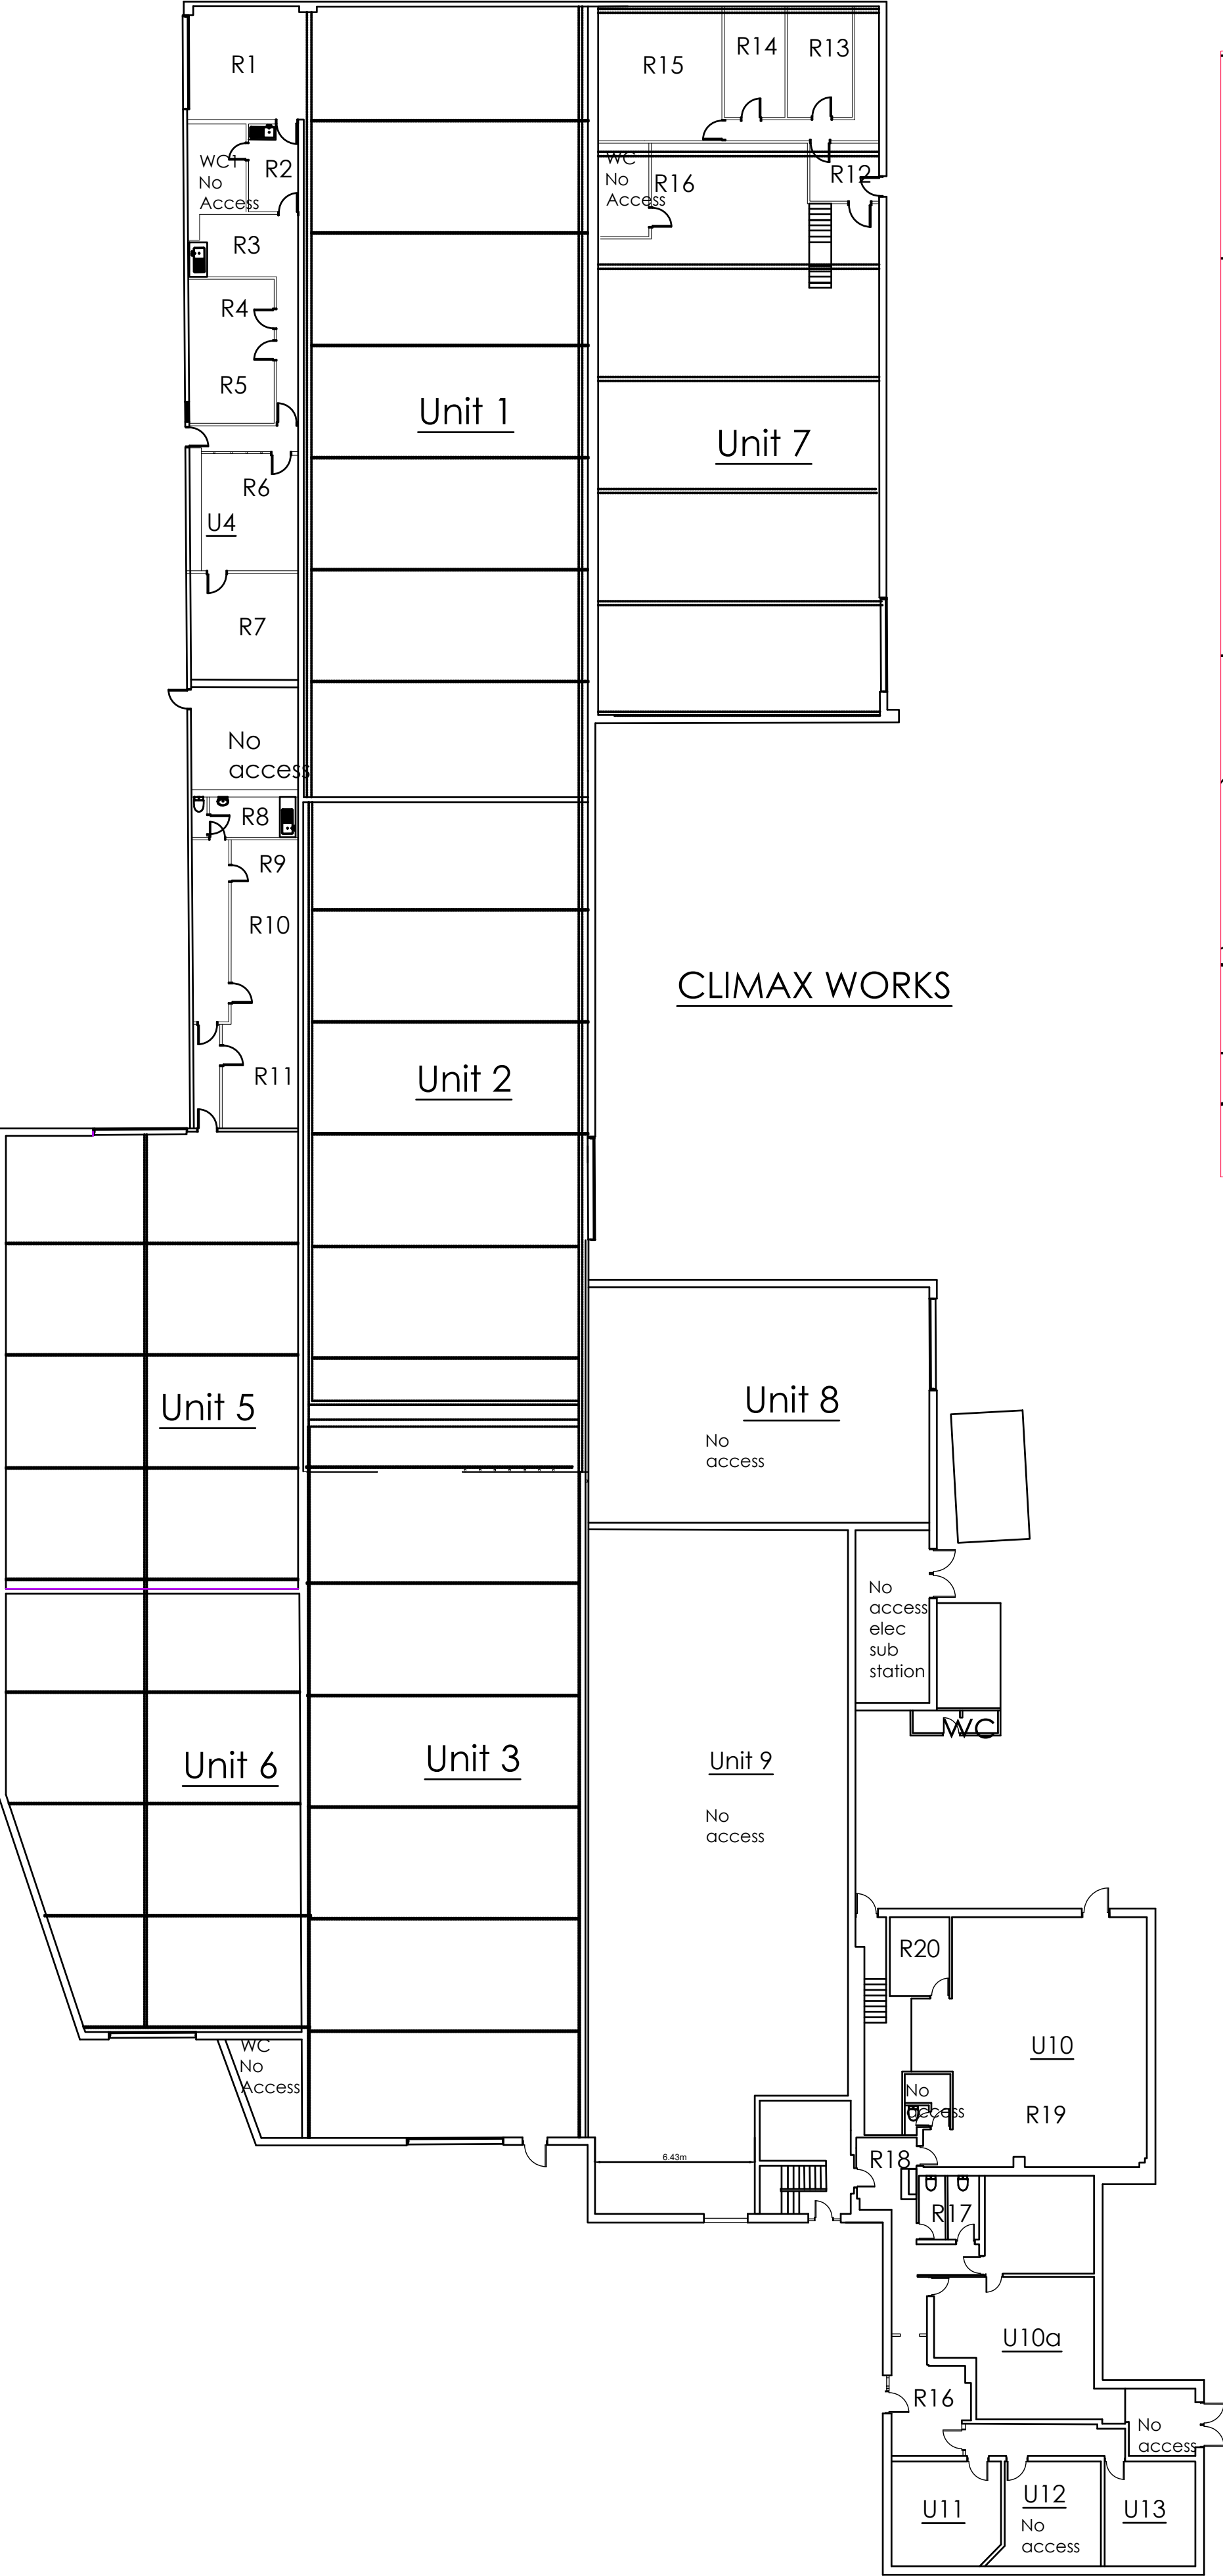 R1
R15
R14
R13
WC1
No
Access
R2
WC
No
Access
R16
R12
R3
R4
R5
Unit 1
Unit 7
R6
U4
R7
No
access
R8
R9
R10
CLIMAX WORKS
R11
Unit 2
Unit 5
Unit 8
No
access
No
access
elec
sub
station
WC
Unit 6
Unit 3
Unit 9
No
access
R20
U10
WC
No
Access
No
access
R19
6.43m
R18
R17
U10a
R16
No
access
U11
U12
No
access
U13